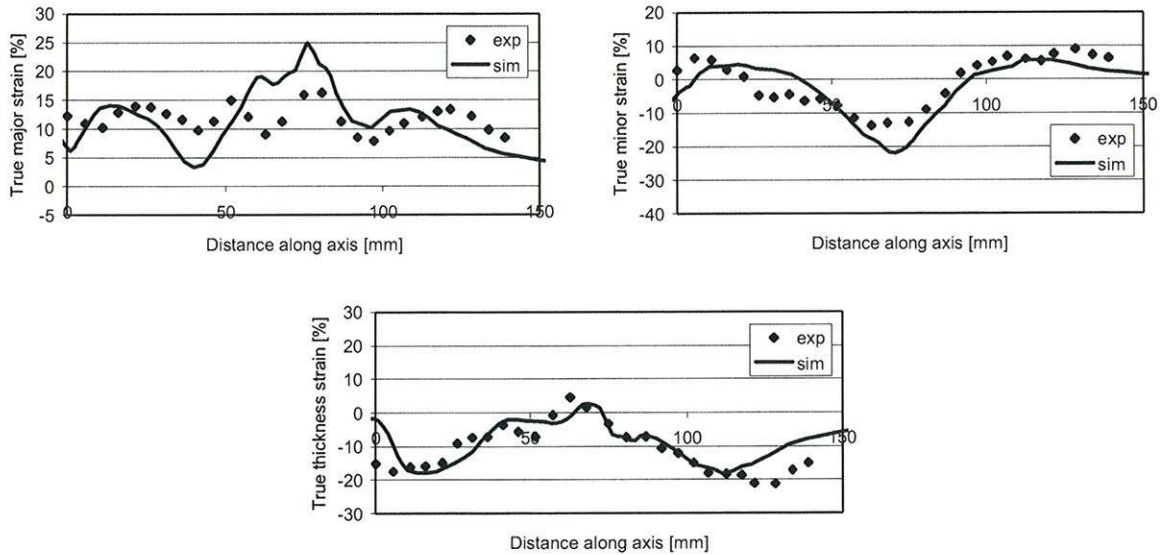 True major strain [%]
30
25
20
15
10
5
0
-5
0
50
100
150
exp
sim
Distance along axis [mm]
True minor strain [%]
20
10
0
-10
-20
-30
-40
0
50
100
150
exp
sim
Distance along axis [mm]
True thickness strain [%]
30
20
10
0
-10
-20
-30
0
50
100
150
exp
sim
Distance along axis [mm]